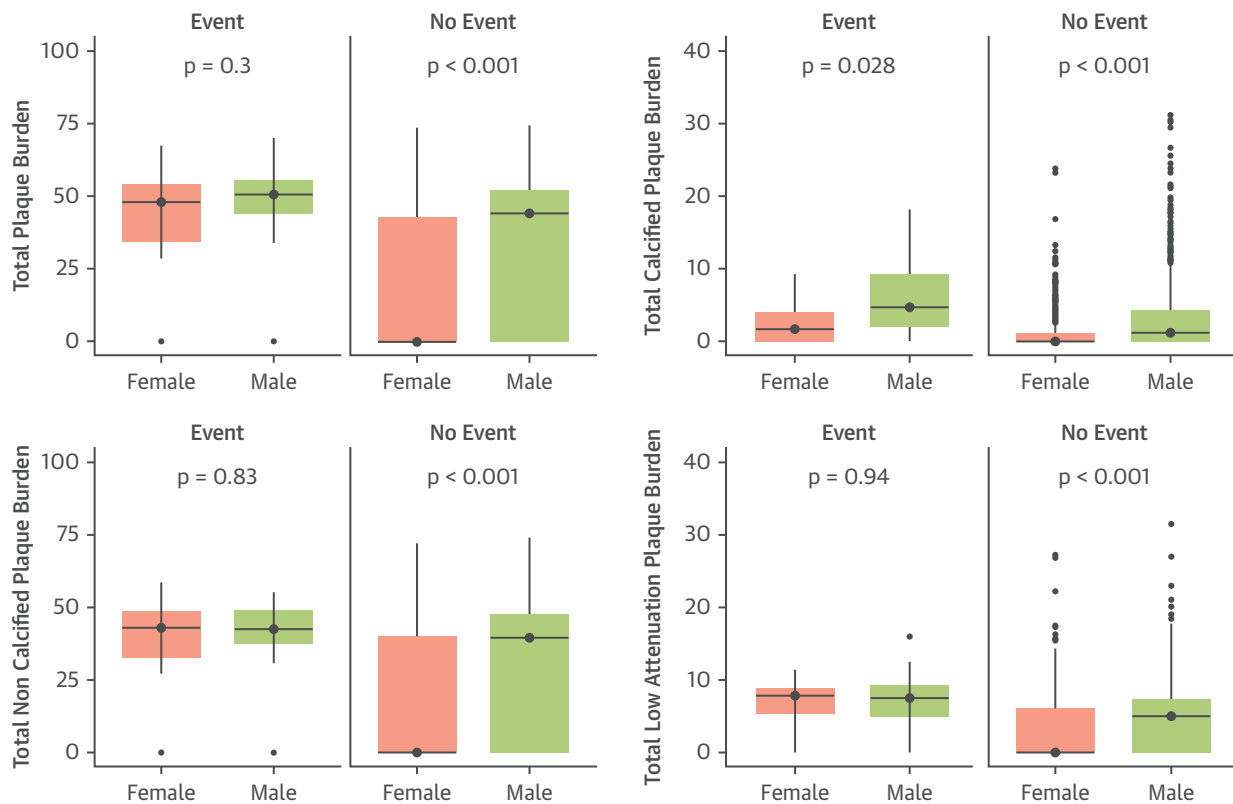 Event No Event
p = 0.3 p < 0.001
Total Plaque Burden
100
75
50
25
0
Female Male Female Male
Event No Event
p = 0.028 p < 0.001
Total Calcified Plaque Burden
40
30
20
10
0
Female Male Female Male
Event No Event
p = 0.83 p < 0.001
Total Non Calcified Plaque Burden
100
75
50
25
0
Female Male Female Male
Event No Event
p = 0.94 p < 0.001
Total Low Attenuation Plaque Burden
40
30
20
10
0
Female Male Female Male